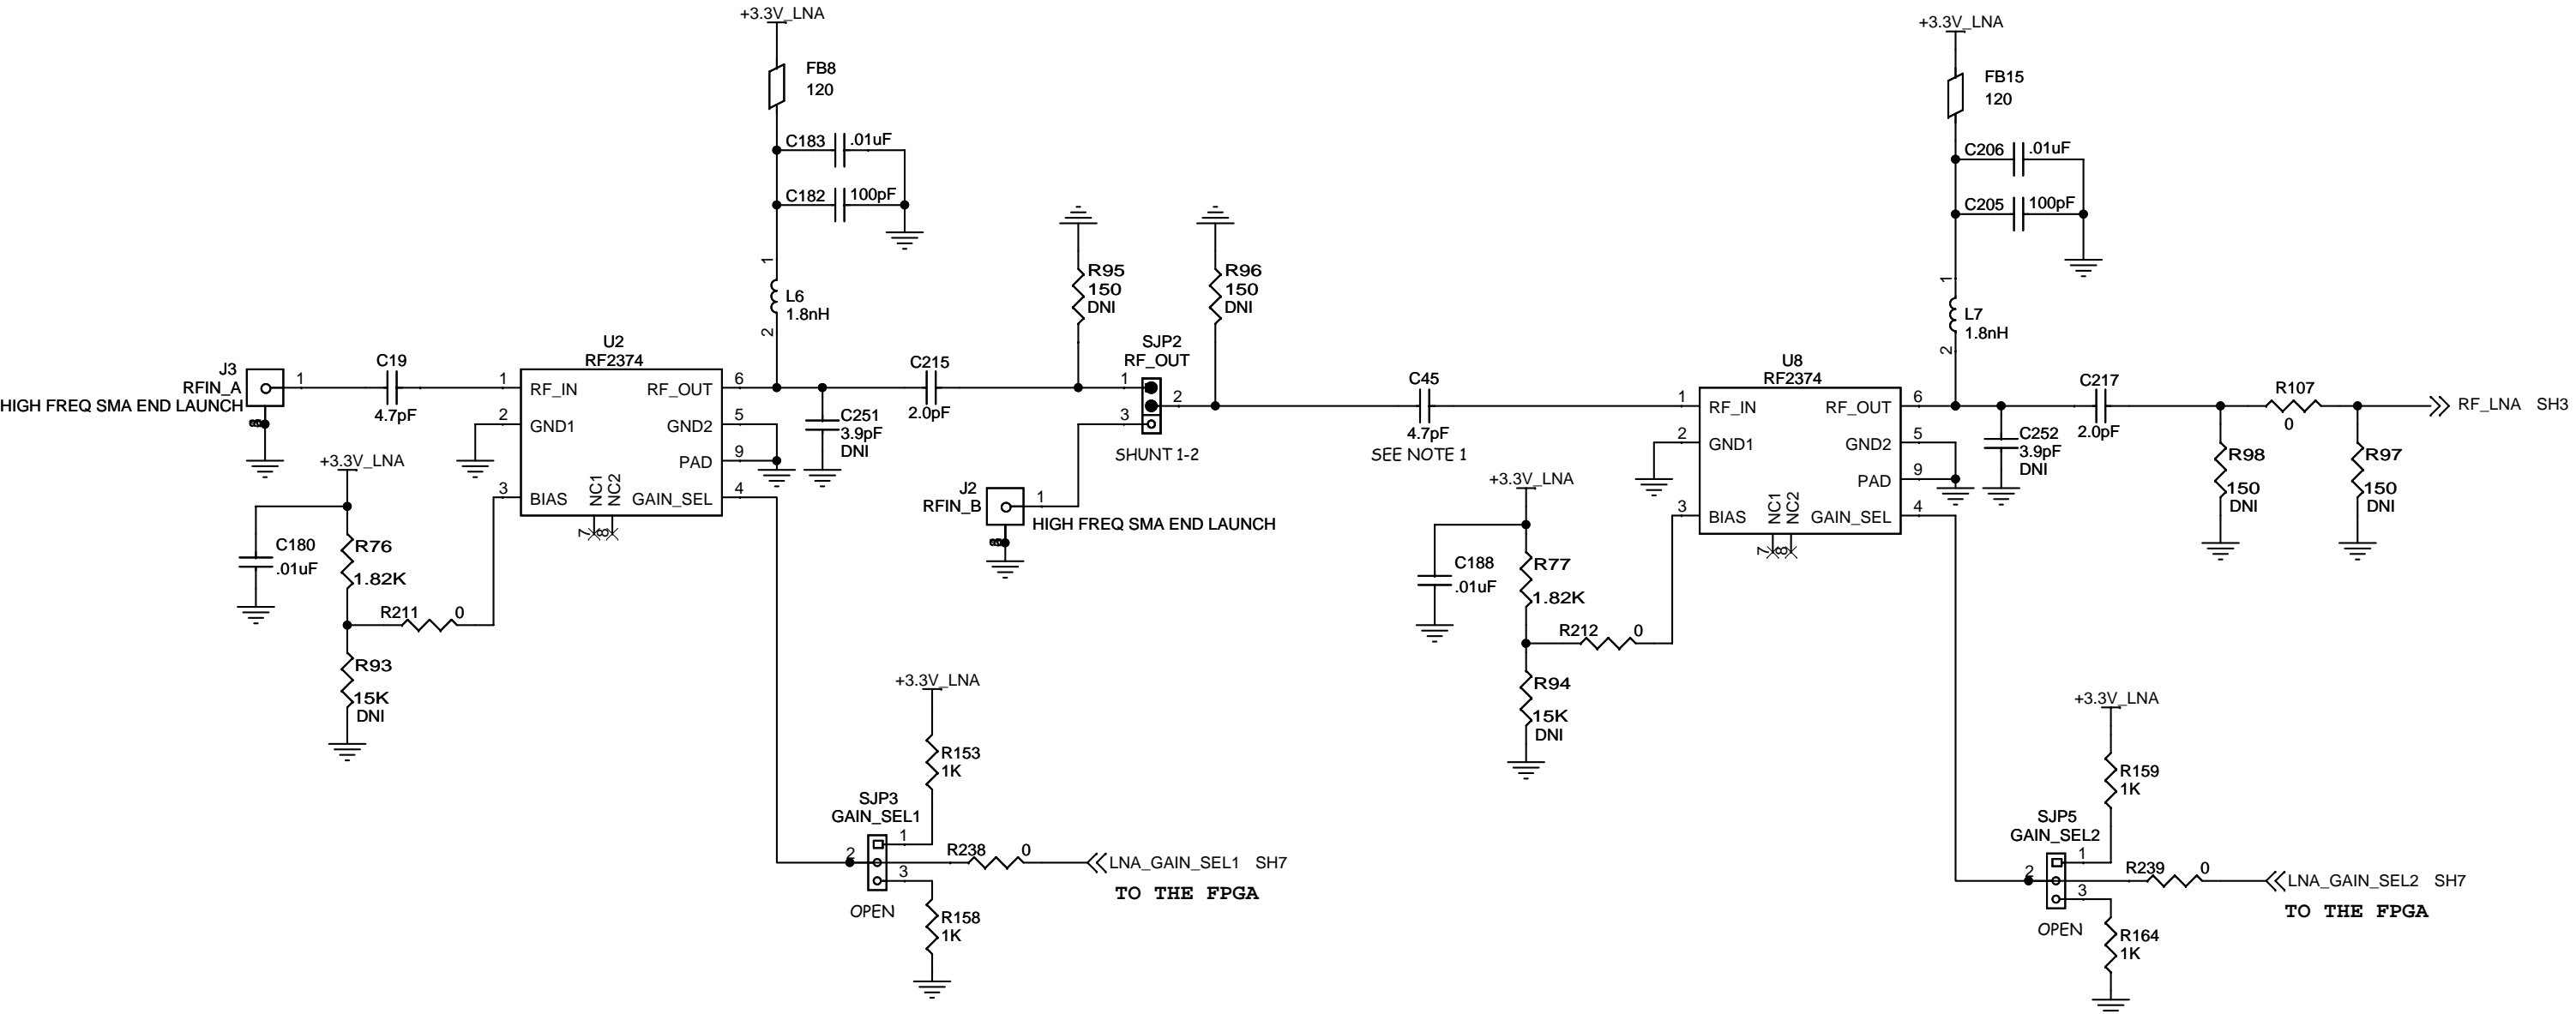 +3.3V_LNA
FB8
120
C183 .01uF
C182 100pF
1
L6
1.8nH
2
R95
150
DNI
R96
150
DNI
J3
RFIN_A
HIGH FREQ SMA END LAUNCH
1
C19
4.7pF
U2
RF2374
1 RF_IN
2 GND1
3 BIAS
NC1
NC2
7
8
RF_OUT 6
GND2 5
PAD 9
GAIN_SEL 4
C251
3.9pF
DNI
C215
2.0pF
SJP2
RF_OUT
1
2
3
SHUNT 1-2
J2
RFIN_B
1
HIGH FREQ SMA END LAUNCH
+3.3V_LNA
C180
.01uF
R76
1.82K
R211 0
R93
15K
DNI
+3.3V_LNA
R153
1K
SJP3
GAIN_SEL1
1
2
3
OPEN
R238 0
LNA_GAIN_SEL1 SH7
TO THE FPGA
R158
1K
+3.3V_LNA
FB15
120
C206 .01uF
C205 100pF
1
L7
1.8nH
2
C45
4.7pF
SEE NOTE 1
U8
RF2374
1 RF_IN
2 GND1
3 BIAS
NC1
NC2
7
8
RF_OUT 6
GND2 5
PAD 9
GAIN_SEL 4
C252
3.9pF
DNI
C217
2.0pF
R107
0
RF_LNA SH3
R98
150
DNI
R97
150
DNI
+3.3V_LNA
C188
.01uF
R77
1.82K
R212 0
R94
15K
DNI
+3.3V_LNA
R159
1K
SJP5
GAIN_SEL2
1
2
3
OPEN
R239 0
LNA_GAIN_SEL2 SH7
TO THE FPGA
R164
1K